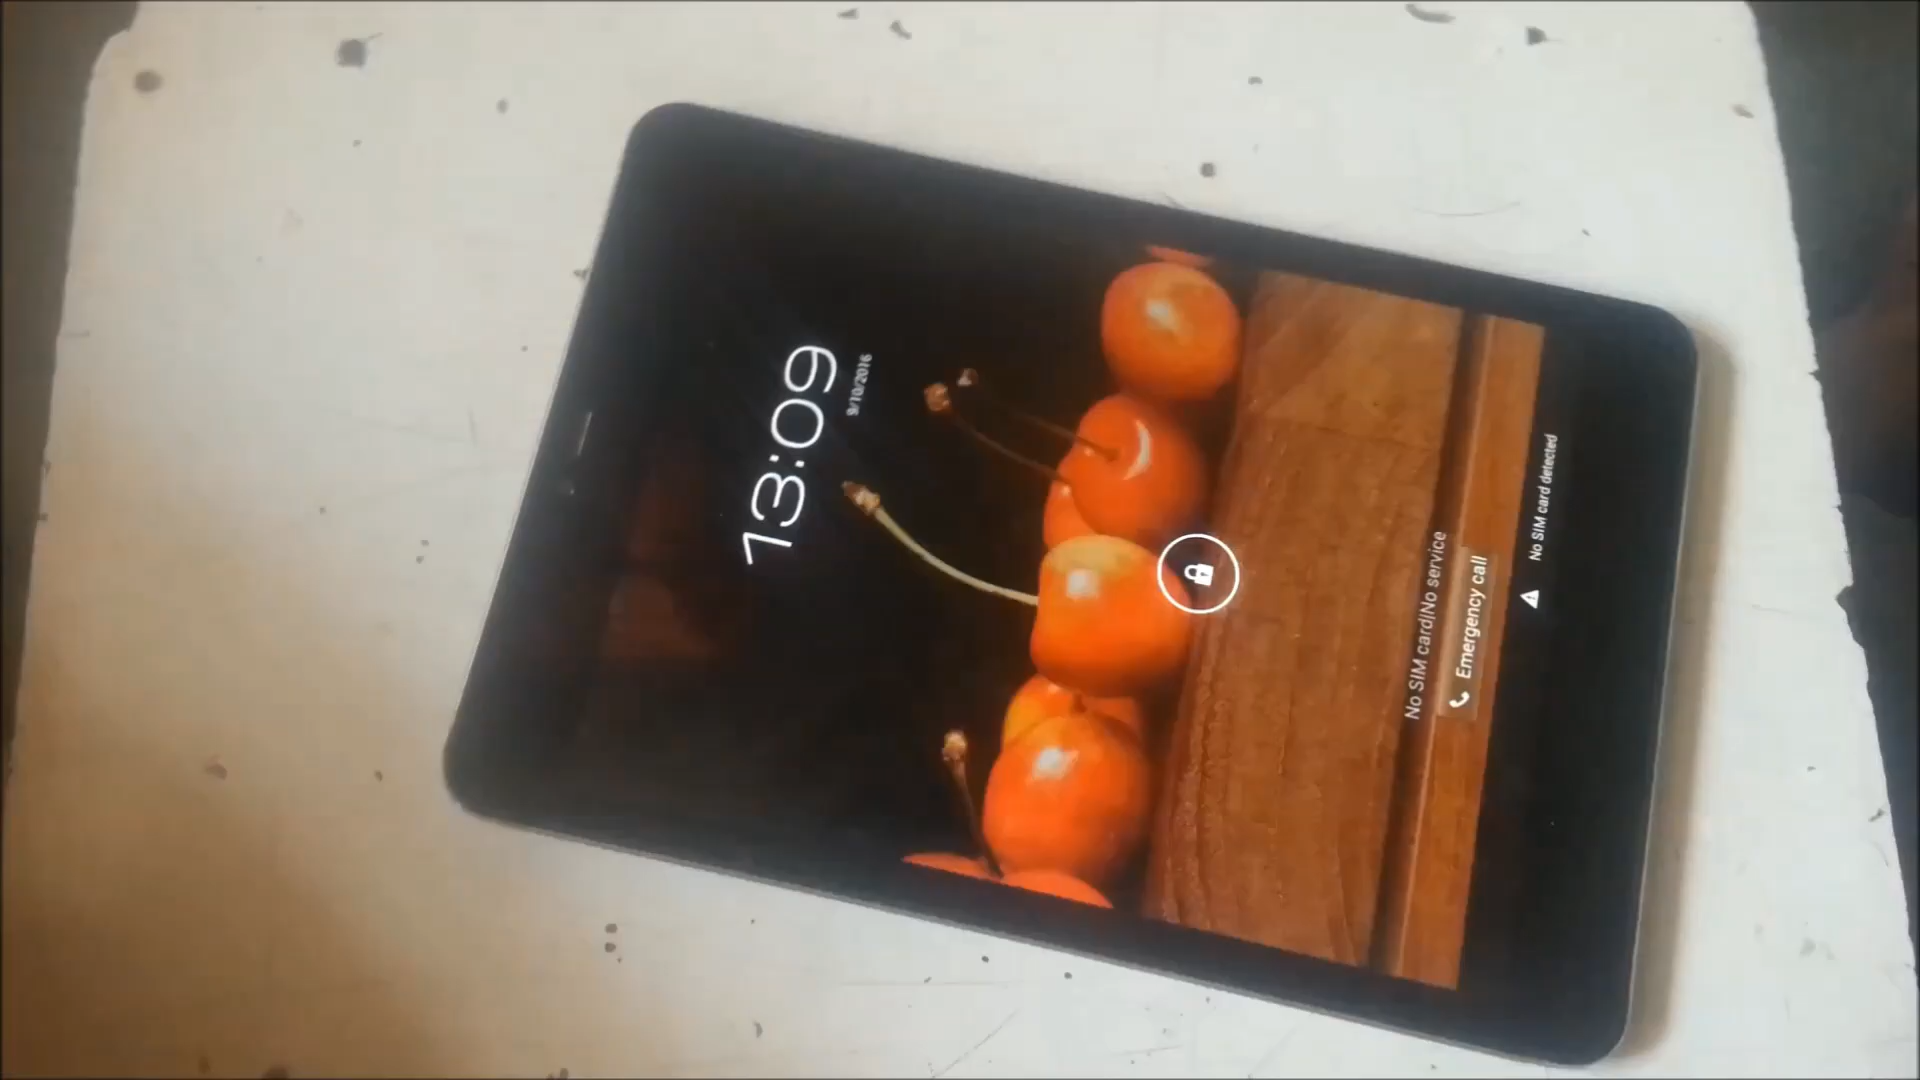 13:09
9/10/2016
No SIM card|No service
Emergency call
No SIM card detected